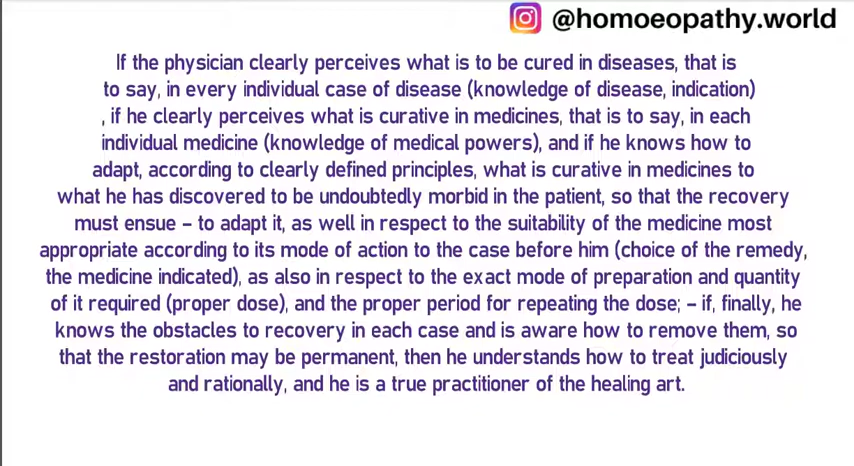 @homoeopathy.world
If the physician clearly perceives what is to be cured in diseases, that is
to say, in every individual case of disease (knowledge of disease, indication)
, if he clearly perceives what is curative in medicines, that is to say, in each
individual medicine (knowledge of medical powers), and if he knows how to
adapt, according to clearly defined principles, what is curative in medicines to
what he has discovered to be undoubtedly morbid in the patient, so that the recovery
must ensue – to adapt it, as well in respect to the suitability of the medicine most
appropriate according to its mode of action to the case before him (choice of the remedy,
the medicine indicated), as also in respect to the exact mode of preparation and quantity
of it required (proper dose), and the proper period for repeating the dose; – if, finally, he
knows the obstacles to recovery in each case and is aware how to remove them, so
that the restoration may be permanent, then he understands how to treat judiciously
and rationally, and he is a true practitioner of the healing art.